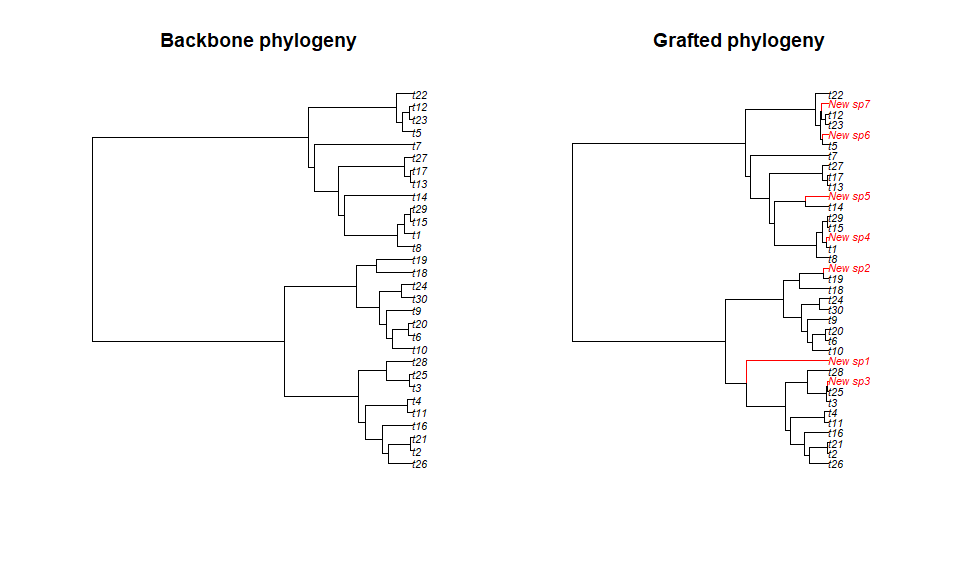 Backbone phylogeny
t22
t12
t23
t5
t7
t27
t17
t13
t14
t29
t15
t1
t8
t19
t18
t24
t30
t9
t20
t6
t10
t28
t25
t3
t4
t11
t16
t21
t2
t26
Grafted phylogeny
t22
New sp7
t12
t23
New sp6
t5
t7
t27
t17
t13
New sp5
t14
t29
t15
New sp4
t1
t8
New sp2
t19
t18
t24
t30
t9
t20
t6
t10
New sp1
t28
New sp3
t25
t3
t4
t11
t16
t21
t2
t26